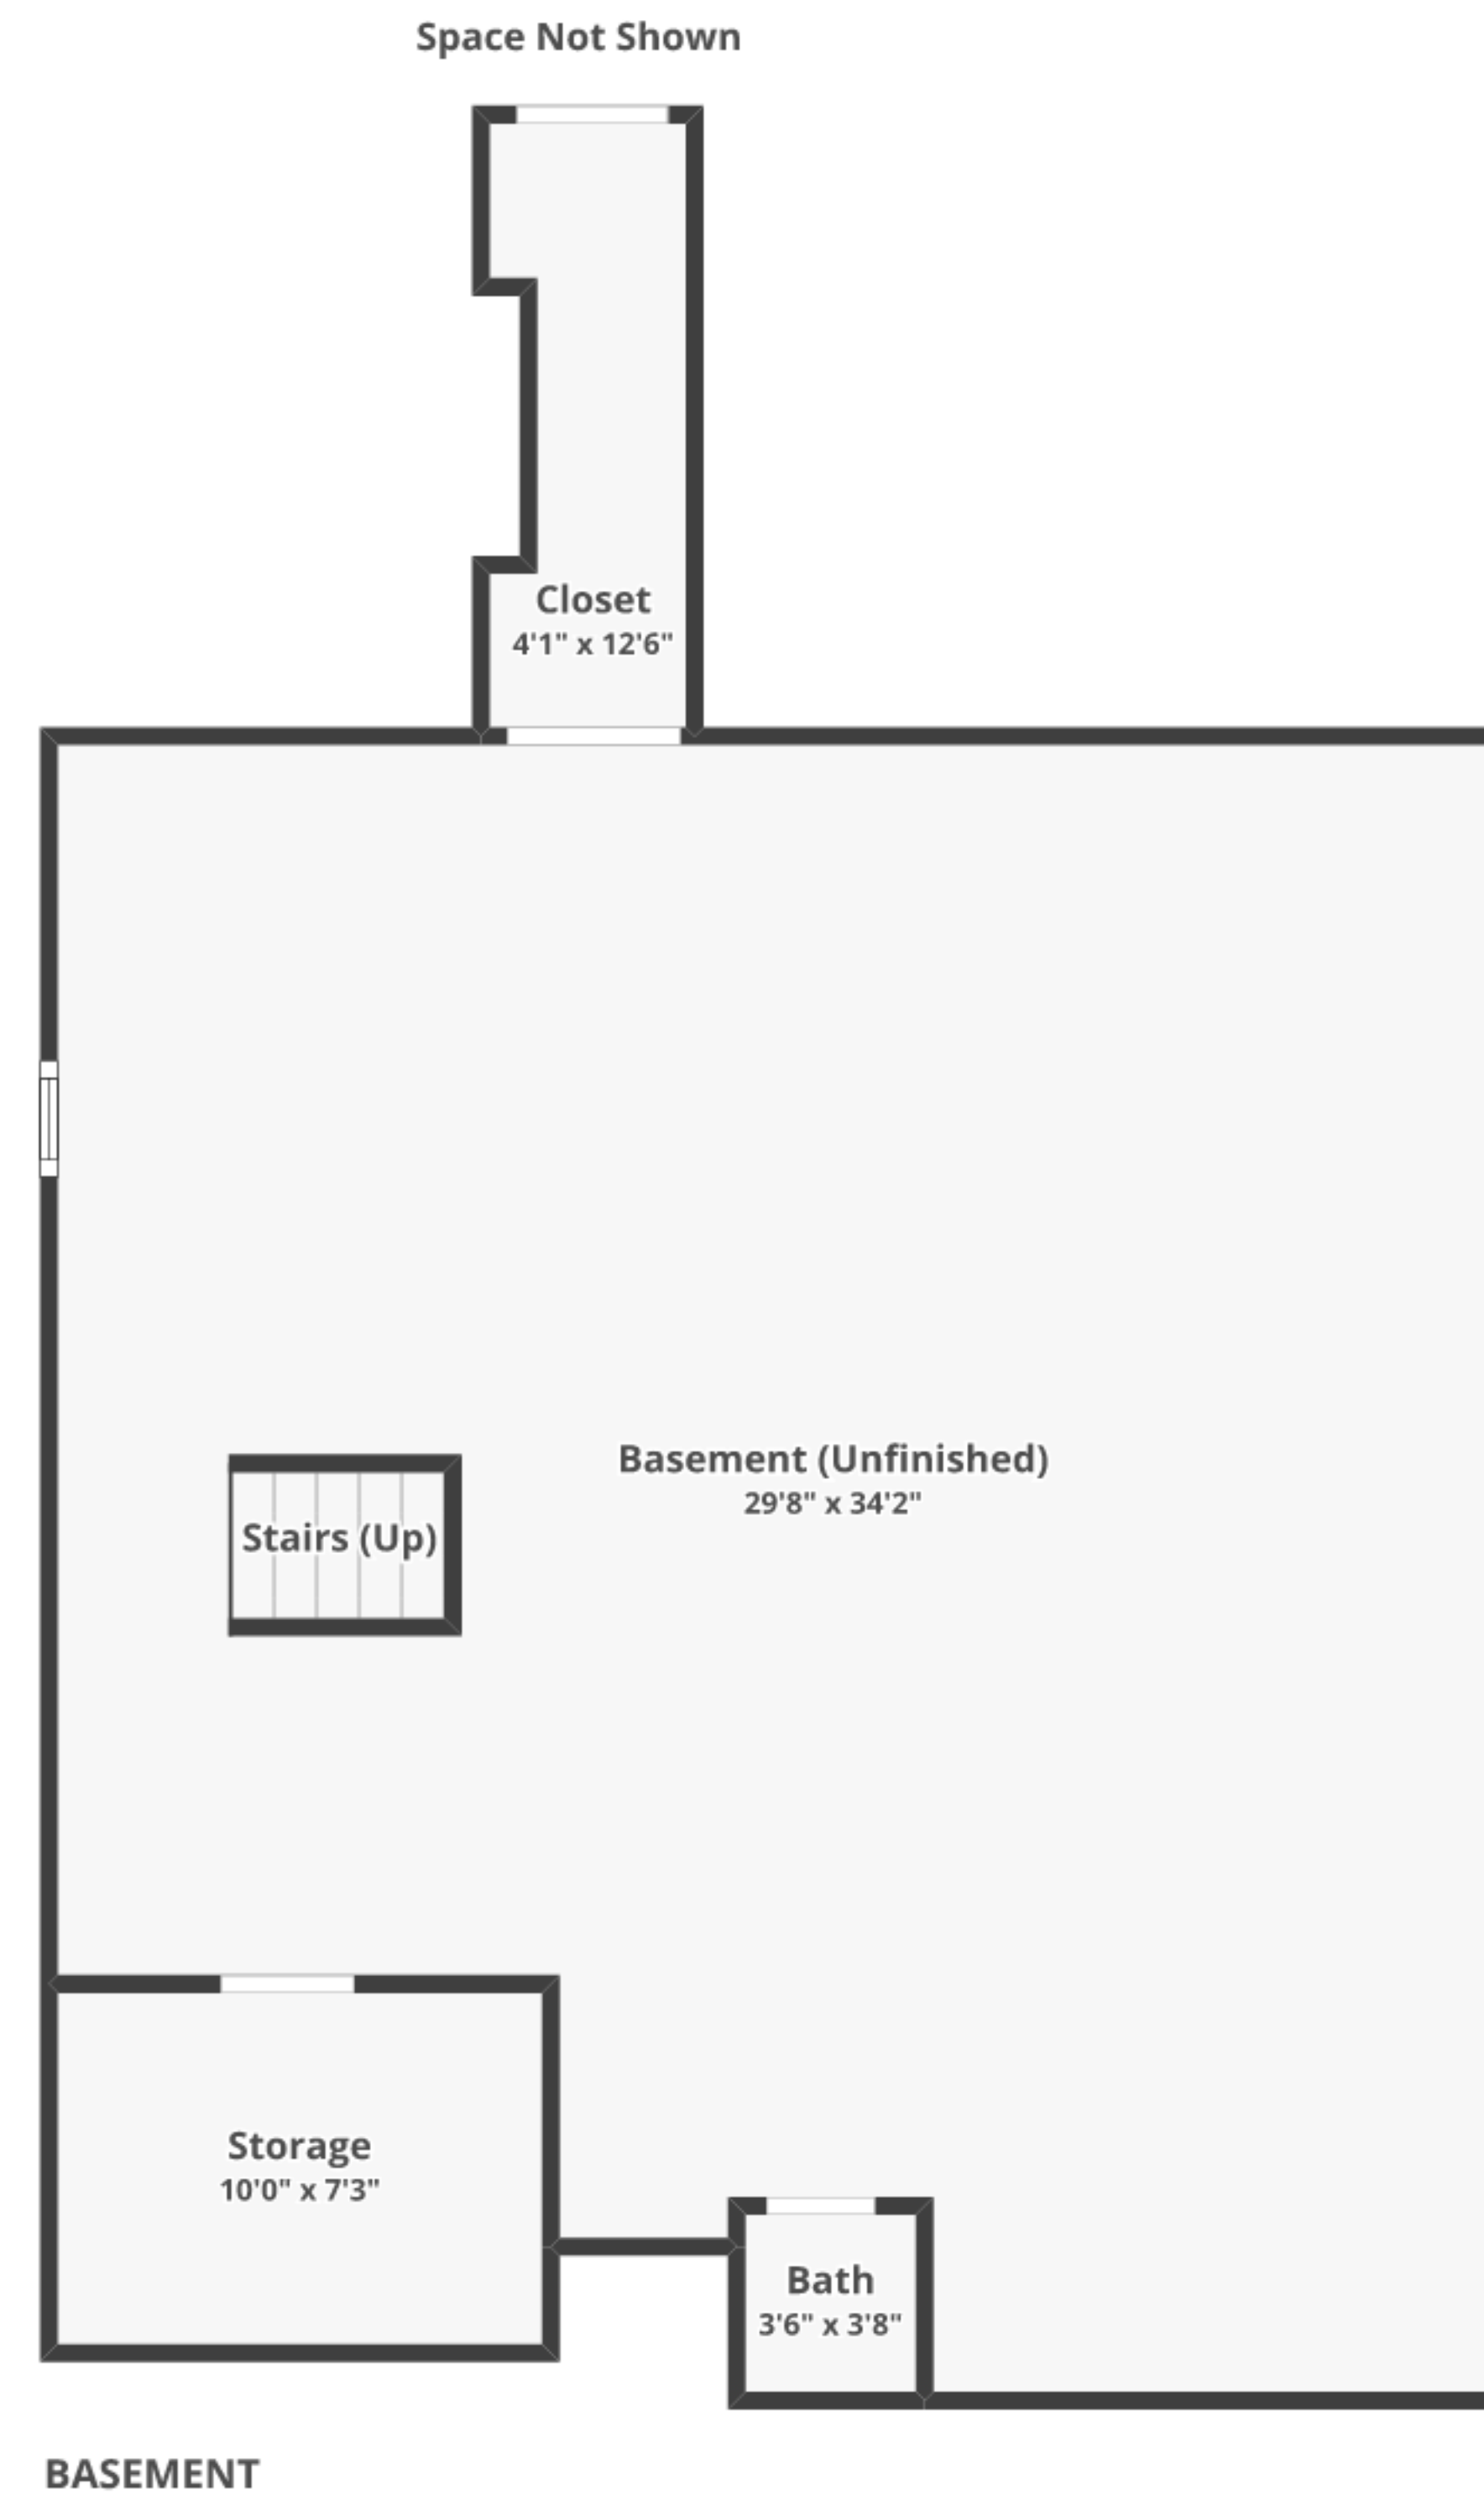 Space Not Shown
Closet
4'1" x 12'6"
Basement (Unfinished)
29'8" x 34'2"
Stairs (Up)
Storage
10'0" x 7'3"
Bath
3'6" x 3'8"
BASEMENT